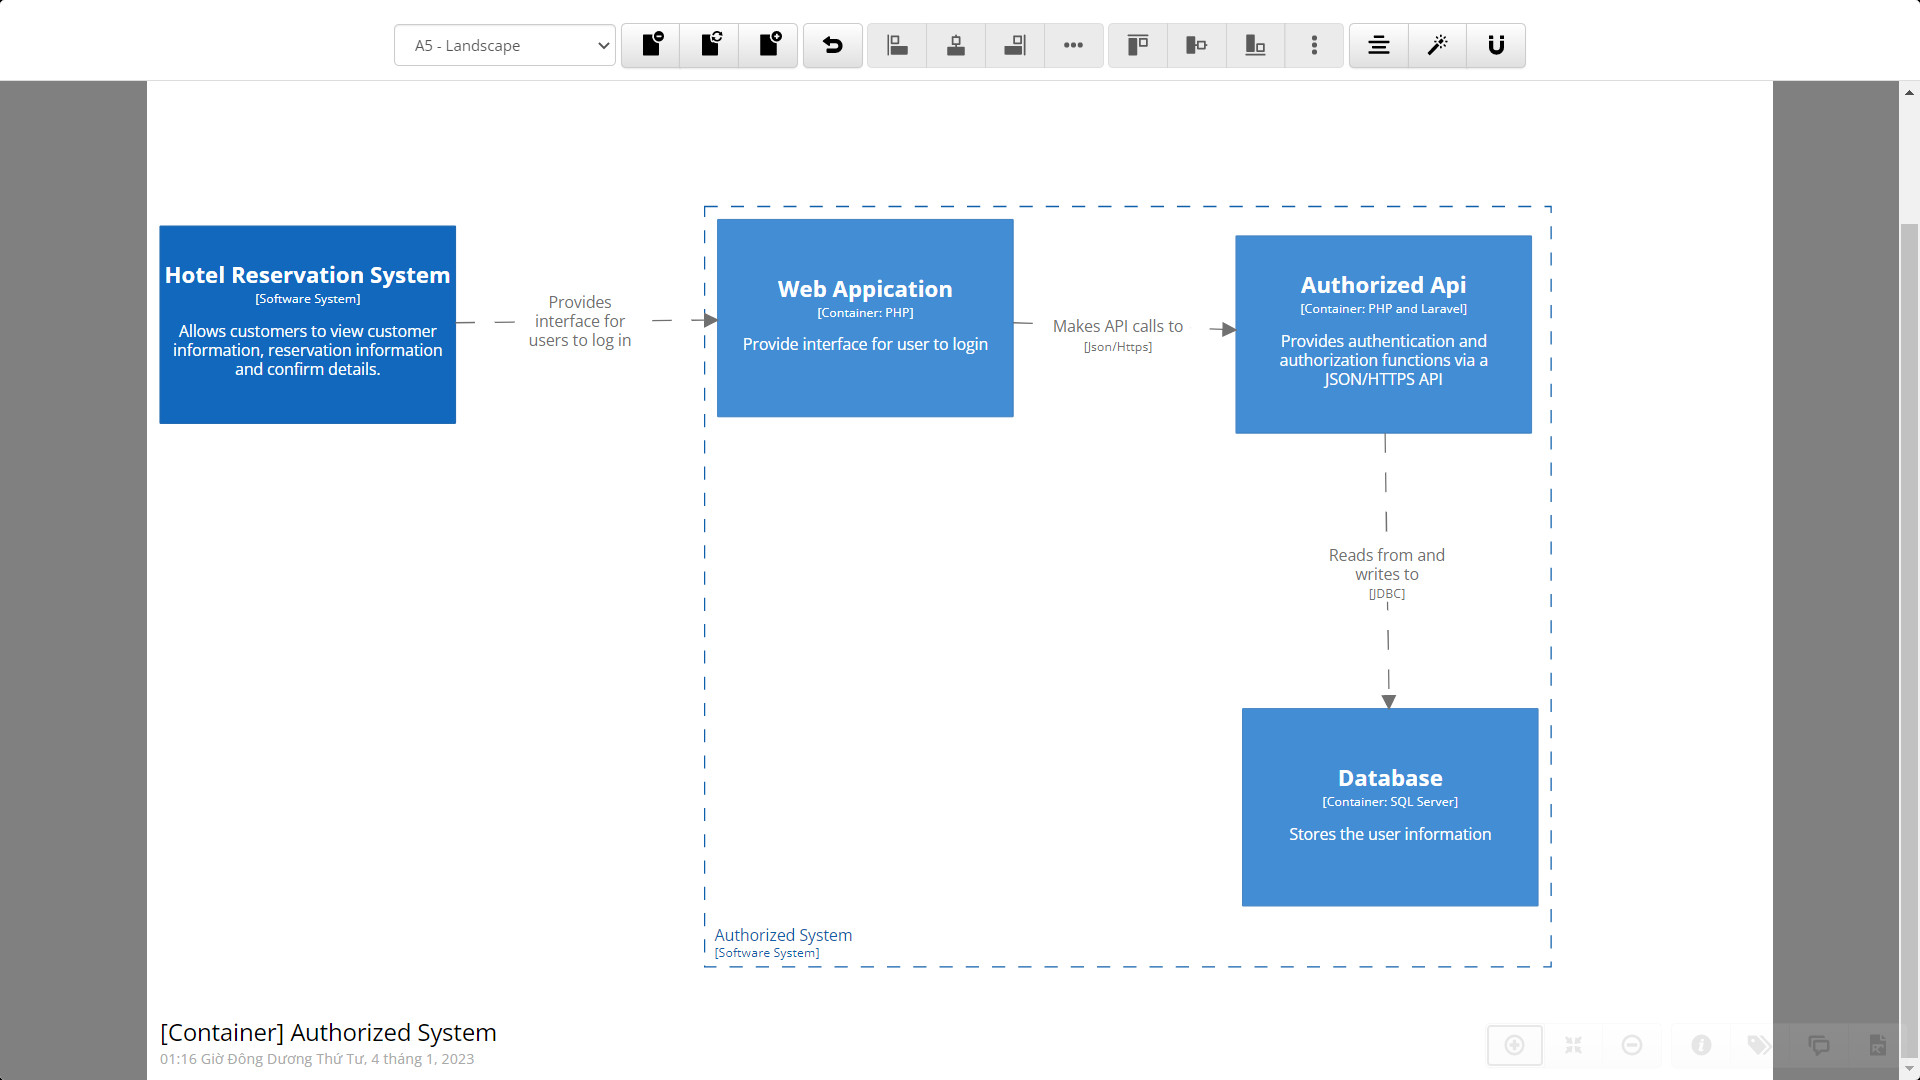 A5 - Landscape
Hotel Reservation System
[Software System]
Allows customers to view customer
information, reservation information
and confirm details.
Provides
interface for
users to log in
Web Appication
[Container: PHP]
Provide interface for user to login
Makes API calls to
[Json/Https]
Authorized Api
[Container: PHP and Laravel]
Provides authentication and
authorization functions via a
JSON/HTTPS API
Reads from and
writes to
[JDBC]
Database
[Container: SQL Server]
Stores the user information
Authorized System
[Software System]
[Container] Authorized System
01:16 Giờ Đông Dương Thứ Tư, 4 tháng 1, 2023